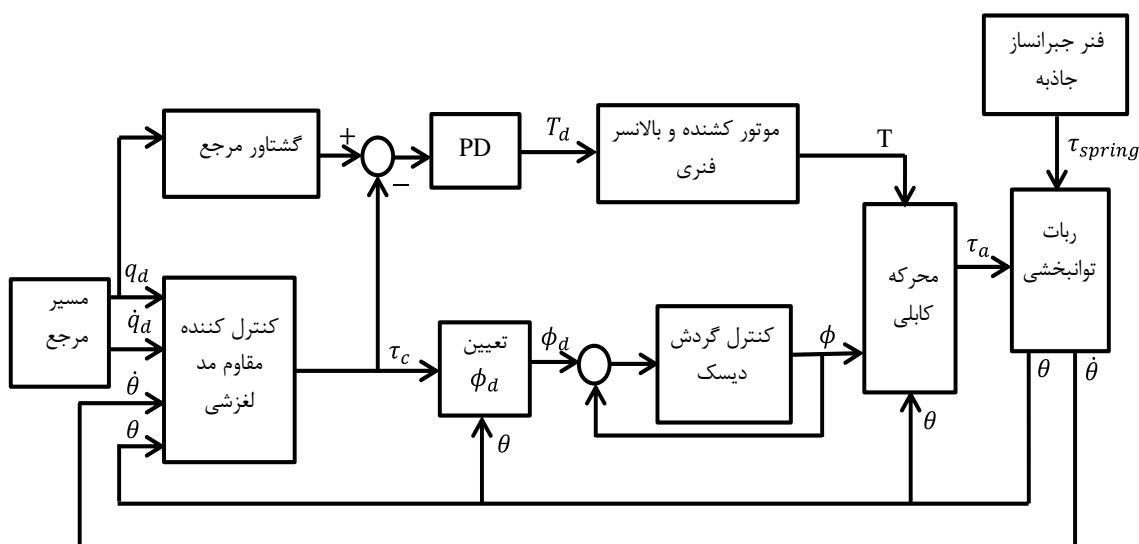 فنر جبرانساز
جاذبه
τ_spring
گشتاور مرجع
+
−
PD
T_d
موتور کشنده و بالانسر
فنری
T
ربات
توانبخشی
محرکه
کابلی
τ_a
مسیر
مرجع
q_d
q̇_d
θ̇
θ
کنترل کننده
مقاوم مد
لغزشی
τ_c
تعیین
ϕ_d
ϕ_d
کنترل گردش
دیسک
ϕ
θ
θ
θ
θ̇